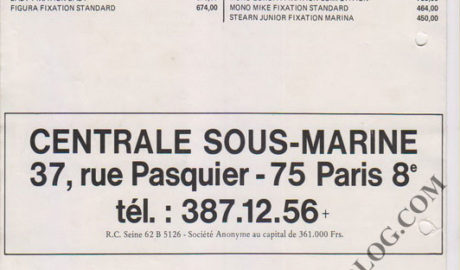 FIGURA FIXATION STANDARD 674,00
MONO MIKE FIXATION STANDARD 464,00
STEARN JUNIOR FIXATION MARINA 450,00
CENTRALE SOUS-MARINE
37, rue Pasquier - 75 Paris 8e
tél. : 387.12.56+
R.C. Seine 62 B 5126 - Société Anonyme au capital de 361.000 Frs.
LOG.COM